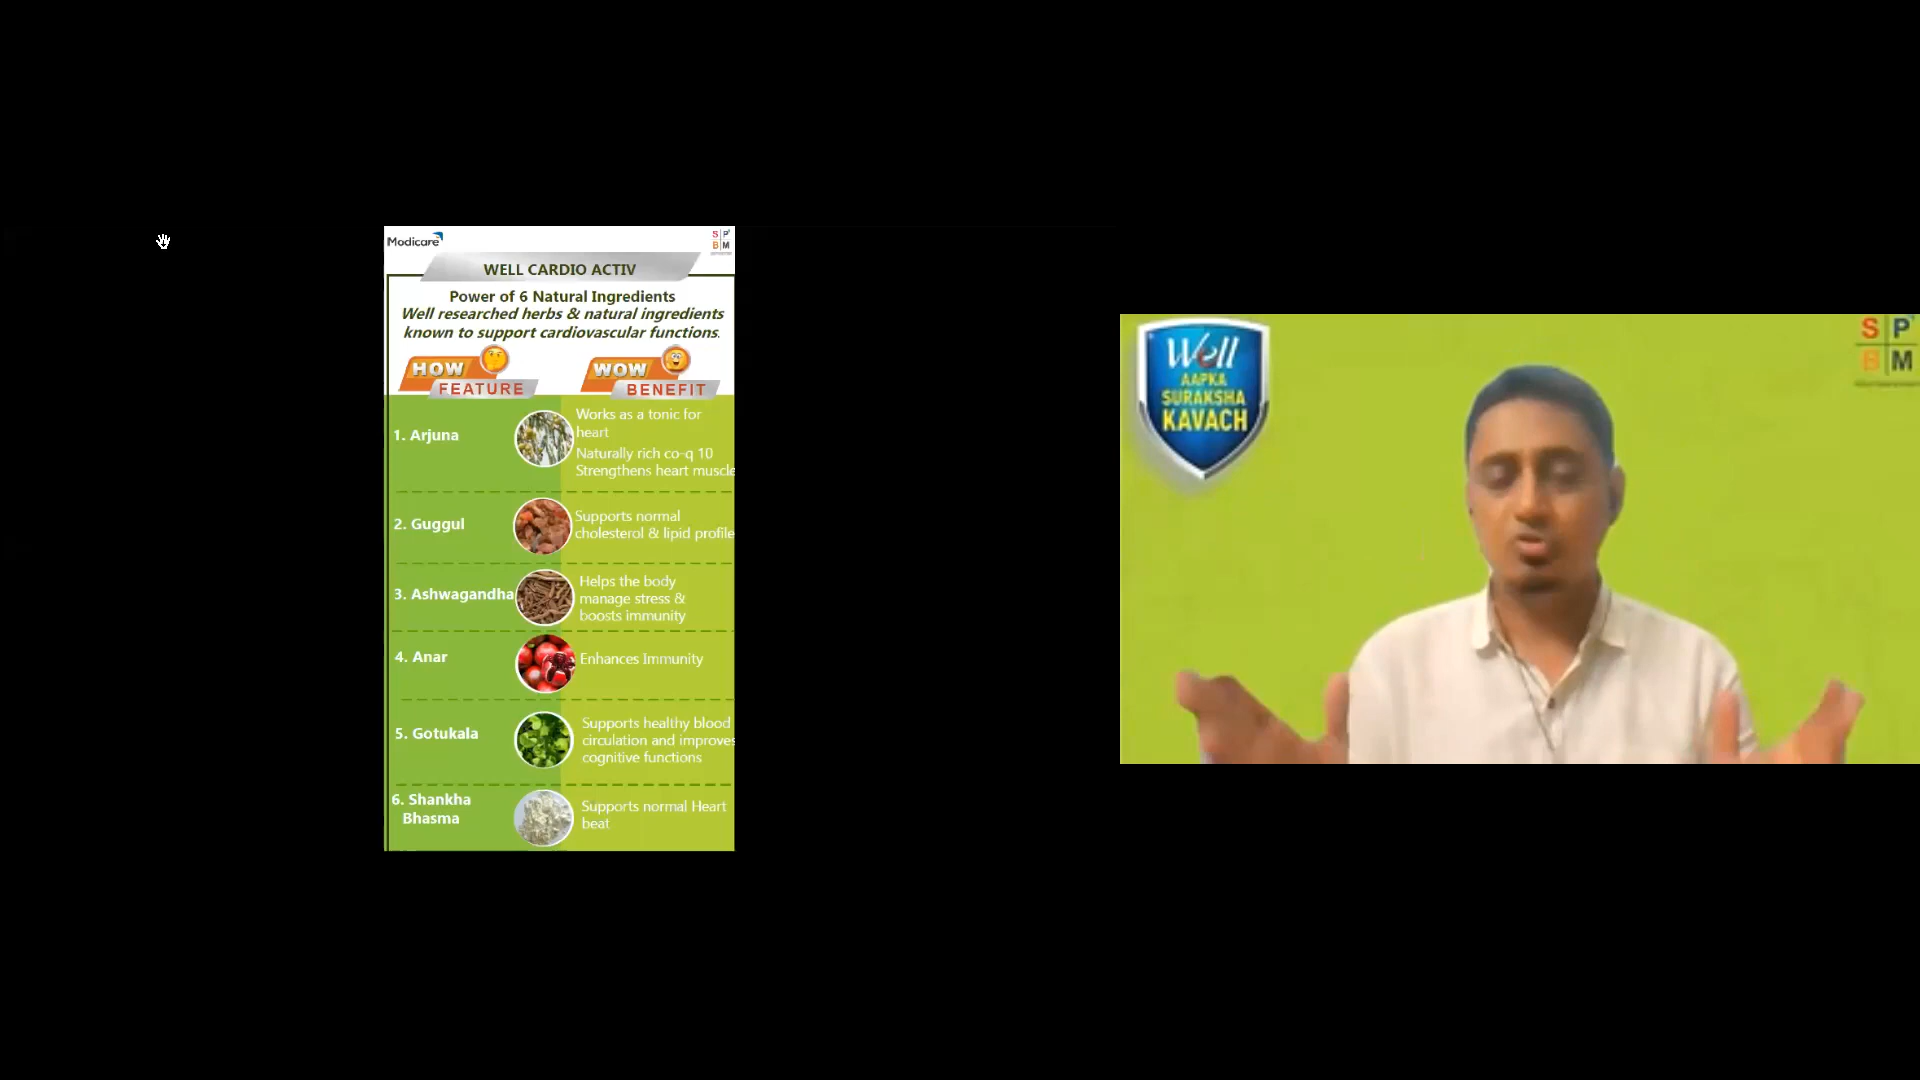 Modicare
S P
B M
WELL CARDIO ACTIV
Power of 6 Natural Ingredients
Well researched herbs & natural ingredients
known to support cardiovascular functions.
HOW
FEATURE
WOW
BENEFIT
1. Arjuna
Works as a tonic for
heart
Naturally rich co-q 10
Strengthens heart muscle
2. Guggul
Supports normal
cholesterol & lipid profile
3. Ashwagandha
Helps the body
manage stress &
boosts immunity
4. Anar
Enhances Immunity
5. Gotukala
Supports healthy blood
circulation and improves
cognitive functions
6. Shankha
Bhasma
Supports normal Heart
beat
Well
AAPKA
SURAKSHA
KAVACH
S P
B M